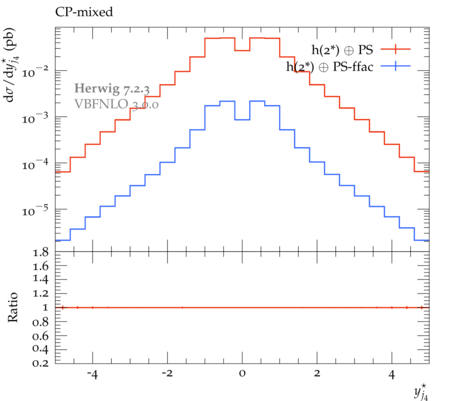 CP-mixed
dσ/dy*j4 (pb)
h(2*) ⊕ PS
h(2*) ⊕ PS-ffac
Herwig 7.2.3
VBFNLO 3.0.0
10⁻²
10⁻³
10⁻⁴
10⁻⁵
Ratio
1.8
1.6
1.4
1.2
1
0.8
0.6
0.4
0.2
-4 -2 0 2 4
y*j4